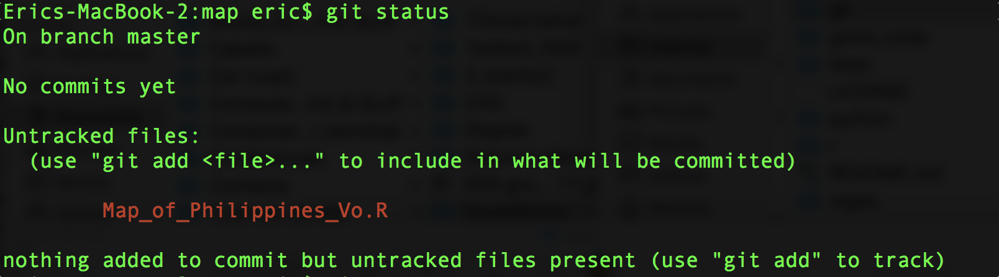 Erics-MacBook-2:map eric$ git status
On branch master
No commits yet
Untracked files:
(use "git add <file>..." to include in what will be committed)
Map_of_Philippines_Vo.R
nothing added to commit but untracked files present (use "git add" to track)